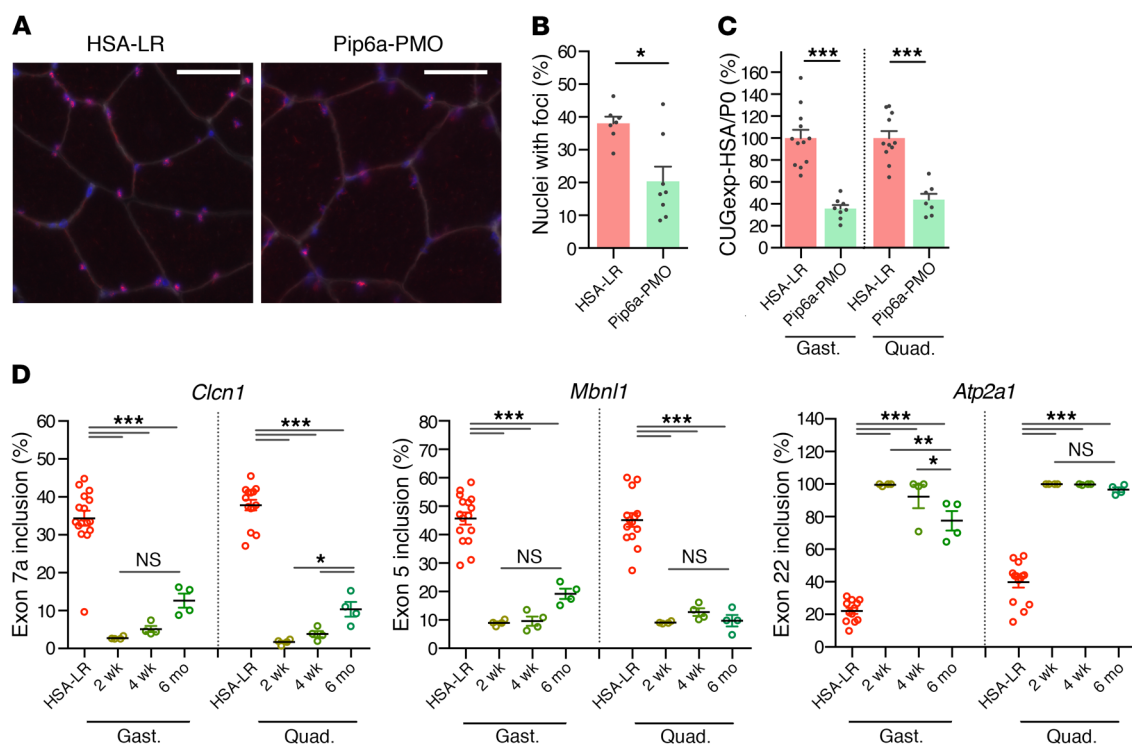 A
HSA-LR
Pip6a-PMO
B
Nuclei with foci (%)
60
50
40
30
20
10
0
*
HSA-LR
Pip6a-PMO
C
CUGexp-HSA/P0 (%)
160
140
120
100
80
60
40
20
0
***
***
HSA-LR
Pip6a-PMO
HSA-LR
Pip6a-PMO
Gast.
Quad.
D
Clcn1
Exon 7a inclusion (%)
60
50
40
30
20
10
0
***
NS
***
*
HSA-LR
2 wk
4 wk
6 mo
HSA-LR
2 wk
4 wk
6 mo
Gast.
Quad.
Mbnl1
Exon 5 inclusion (%)
80
60
40
20
0
***
NS
***
NS
HSA-LR
2 wk
4 wk
6 mo
HSA-LR
2 wk
4 wk
6 mo
Gast.
Quad.
Atp2a1
Exon 22 inclusion (%)
140
120
100
80
60
40
20
0
***
**
*
***
NS
HSA-LR
2 wk
4 wk
6 mo
HSA-LR
2 wk
4 wk
6 mo
Gast.
Quad.